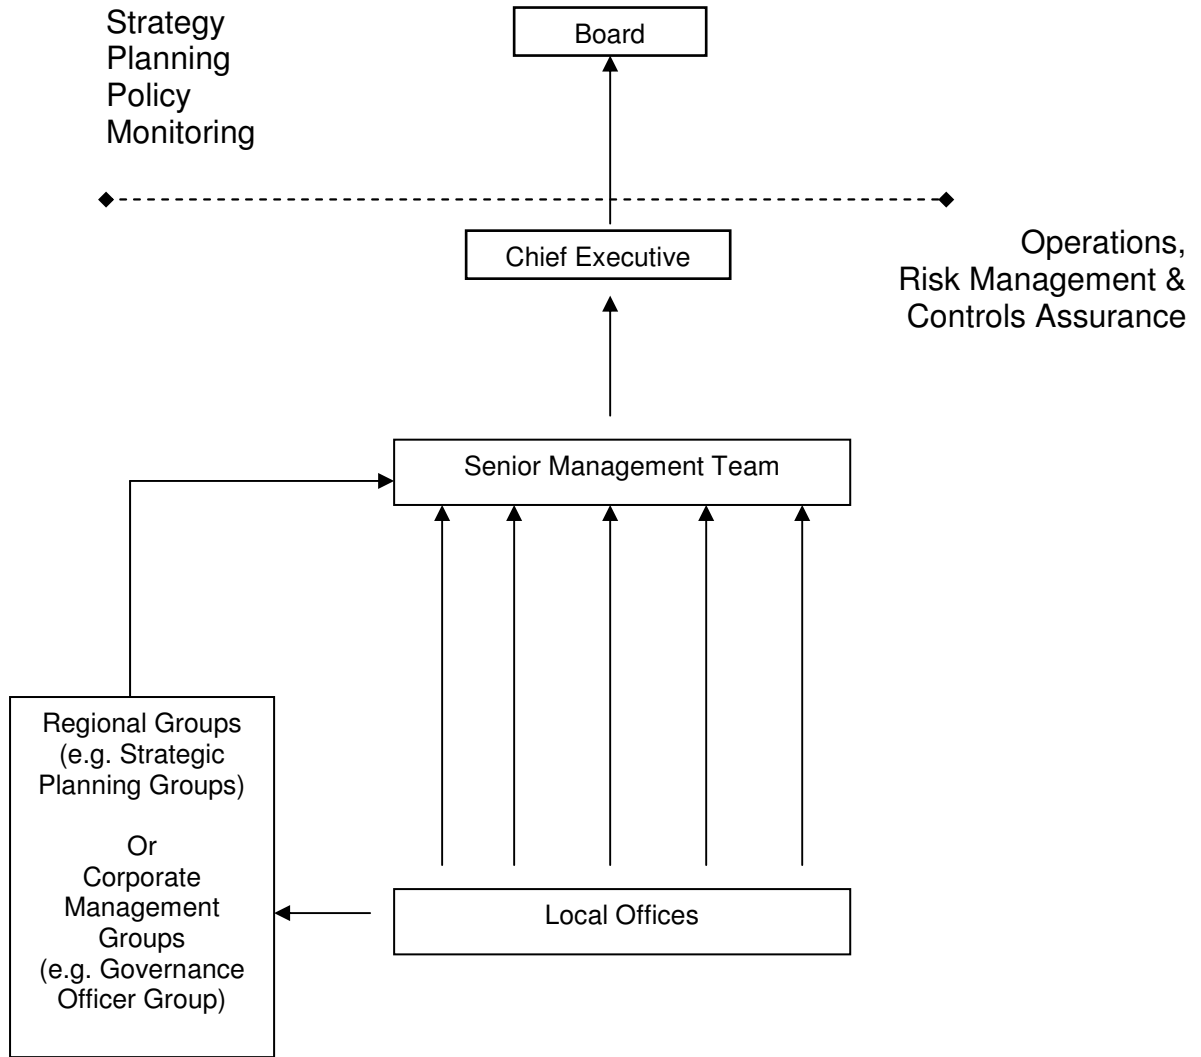 Strategy
Planning
Policy
Monitoring
Board
Chief Executive
Operations,
Risk Management &
Controls Assurance
Senior Management Team
Regional Groups
(e.g. Strategic
Planning Groups)
Or
Corporate
Management
Groups
(e.g. Governance
Officer Group)
Local Offices